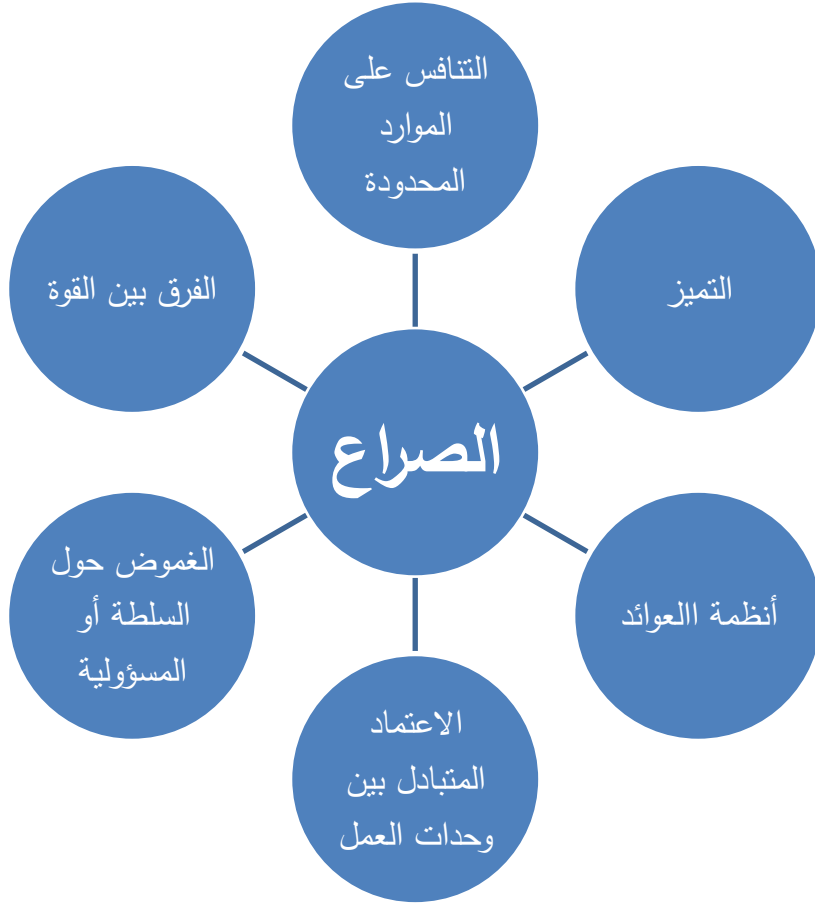 التنافس على
الموارد
المحدودة
التميز
الفرق بين القوة
الصراع
أنظمة االعوائد
الغموض حول
السلطة أو
المسؤولية
الاعتماد
المتبادل بين
وحدات العمل